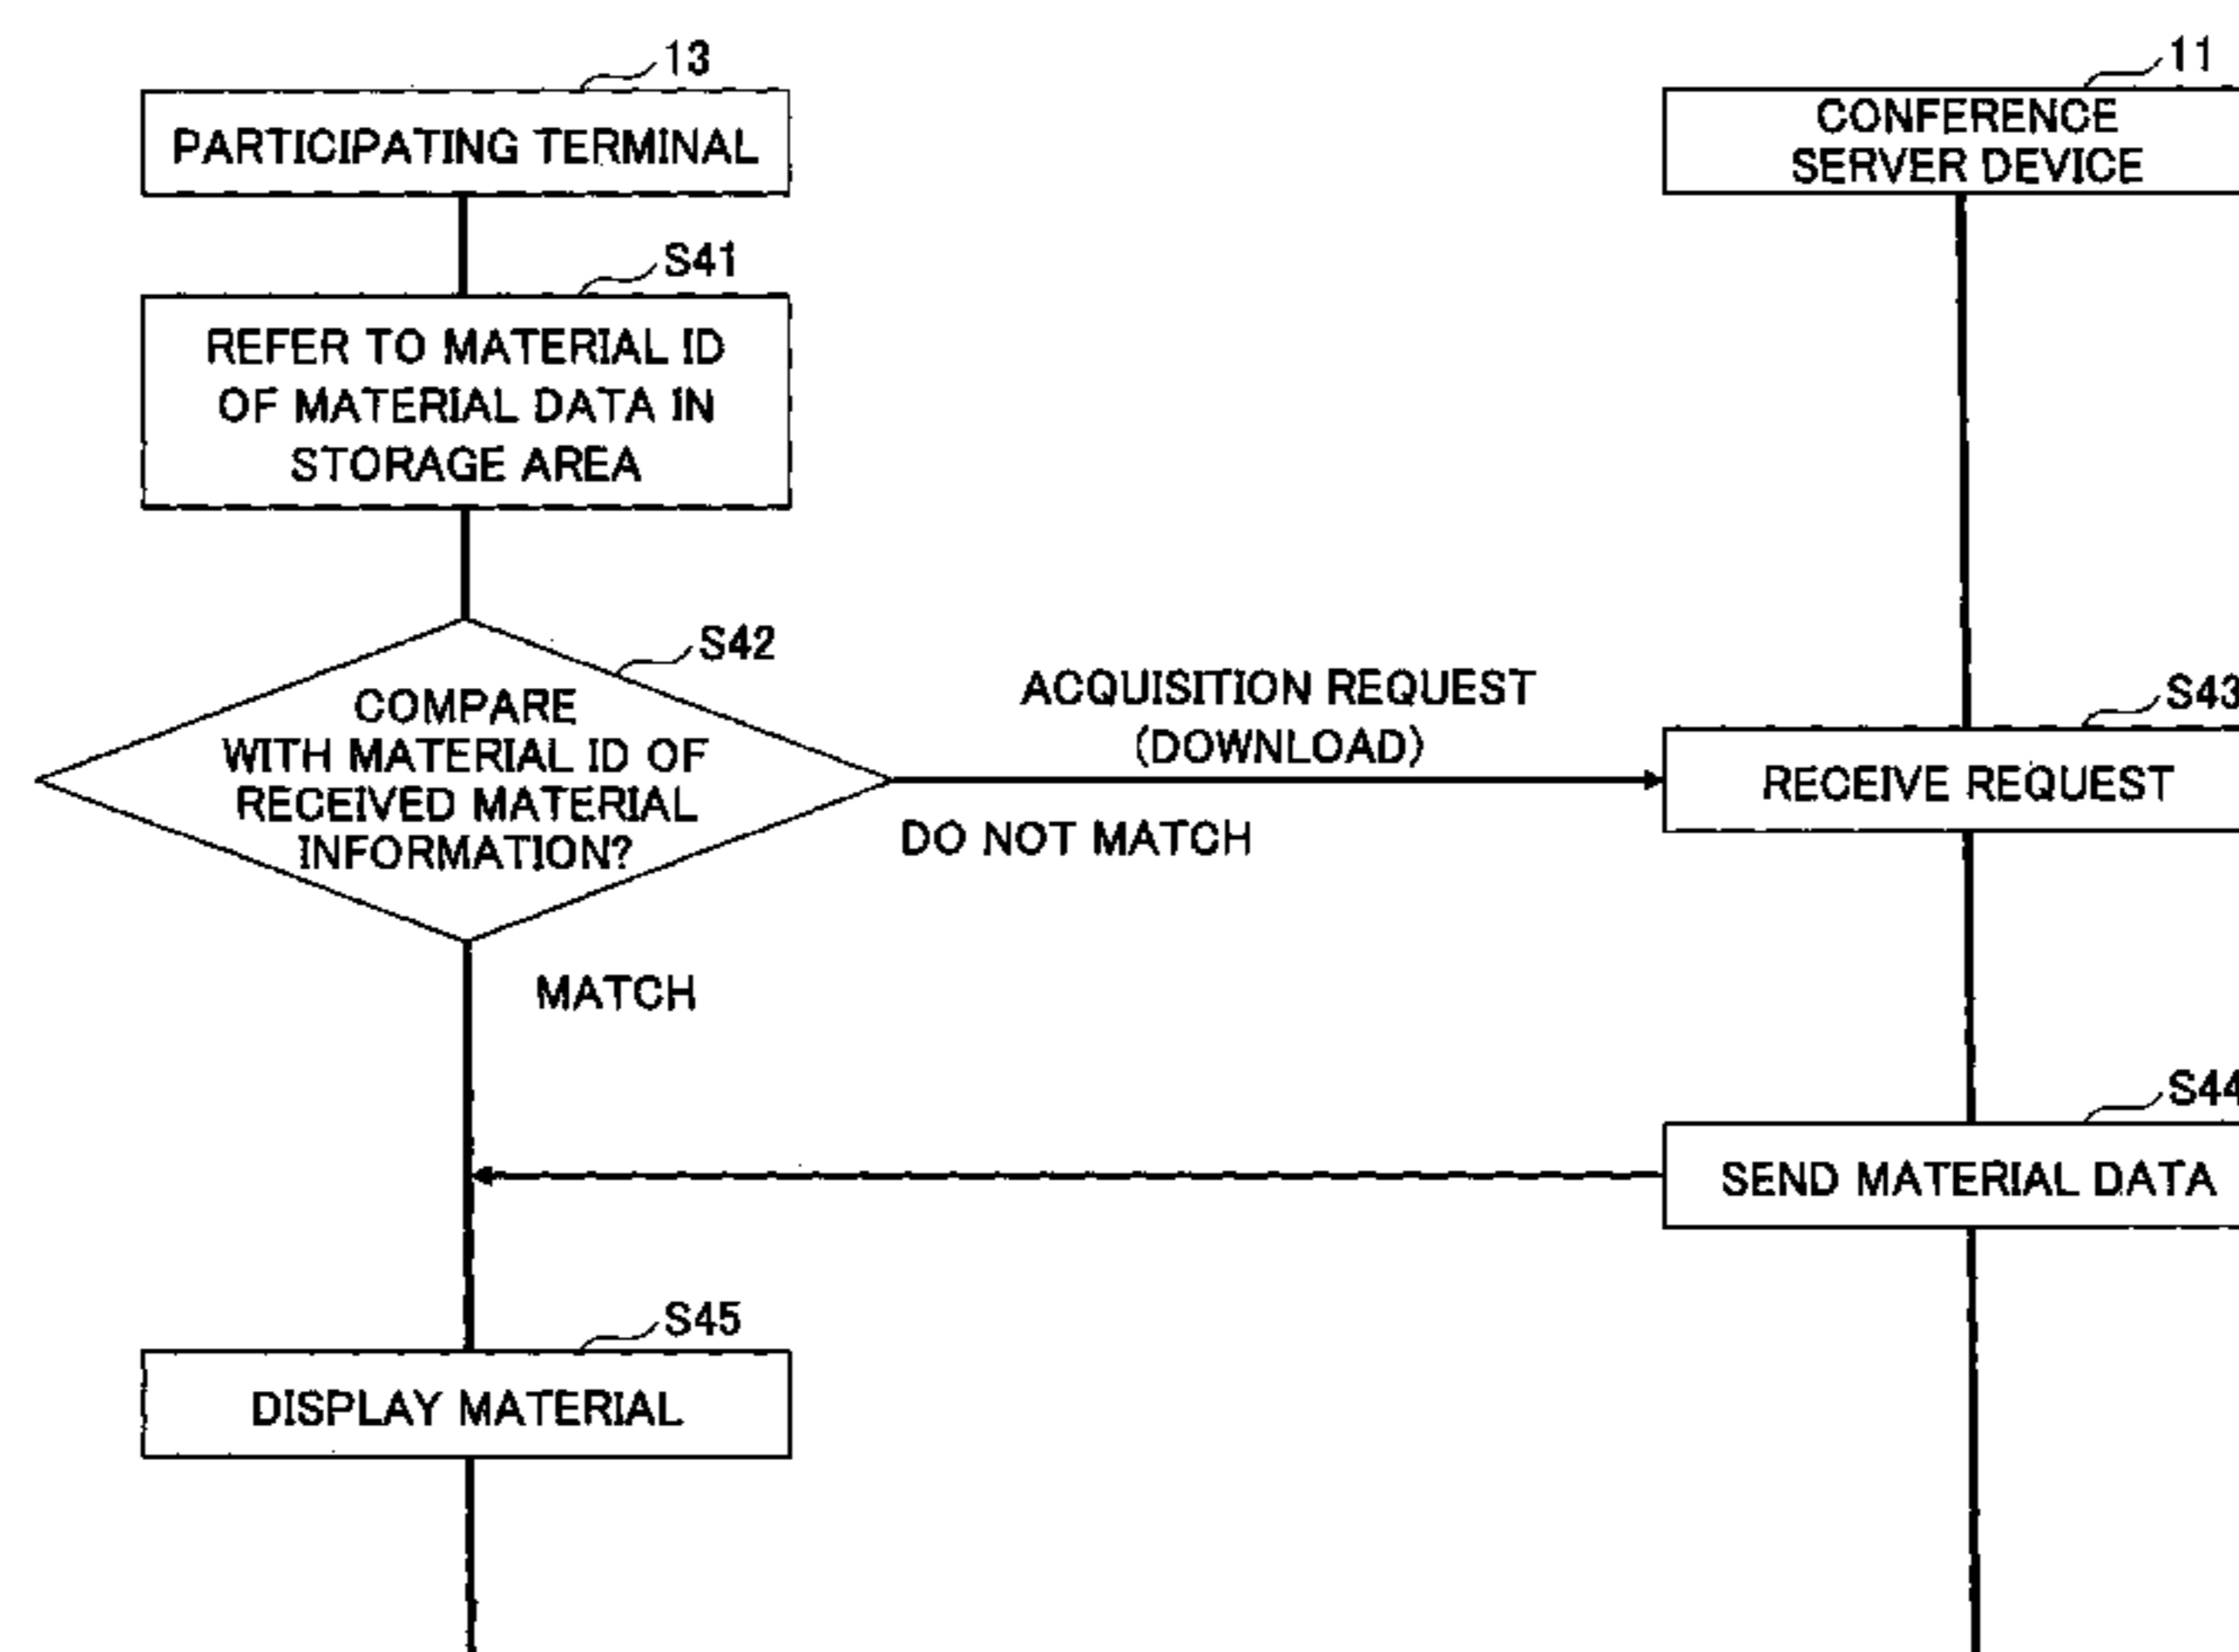 13
PARTICIPATING TERMINAL
11
CONFERENCE
SERVER DEVICE
S41
REFER TO MATERIAL ID
OF MATERIAL DATA IN
STORAGE AREA
S42
COMPARE
WITH MATERIAL ID OF
RECEIVED MATERIAL
INFORMATION?
ACQUISITION REQUEST
(DOWNLOAD)
DO NOT MATCH
S43
RECEIVE REQUEST
MATCH
S44
SEND MATERIAL DATA
S45
DISPLAY MATERIAL